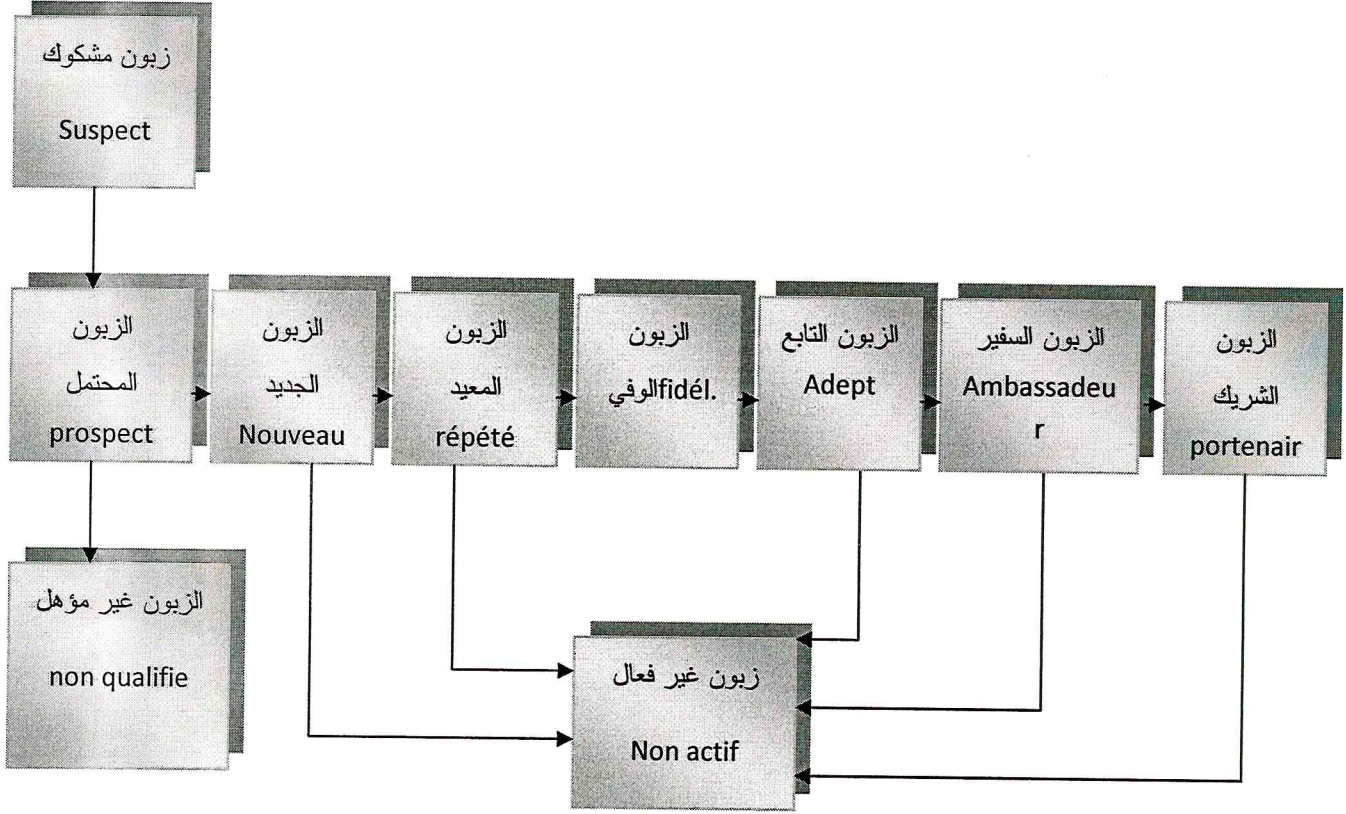 زبون مشكوك
Suspect
الزبون
المحتمل
prospect
الزبون
الجديد
Nouveau
الزبون
المعيد
répété
الزبون
الوفيfidél.
الزبون التابع
Adept
الزبون السفير
Ambassadeu
r
الزبون
الشريك
portenair
الزبون غير مؤهل
non qualifie
زبون غير فعال
Non actif